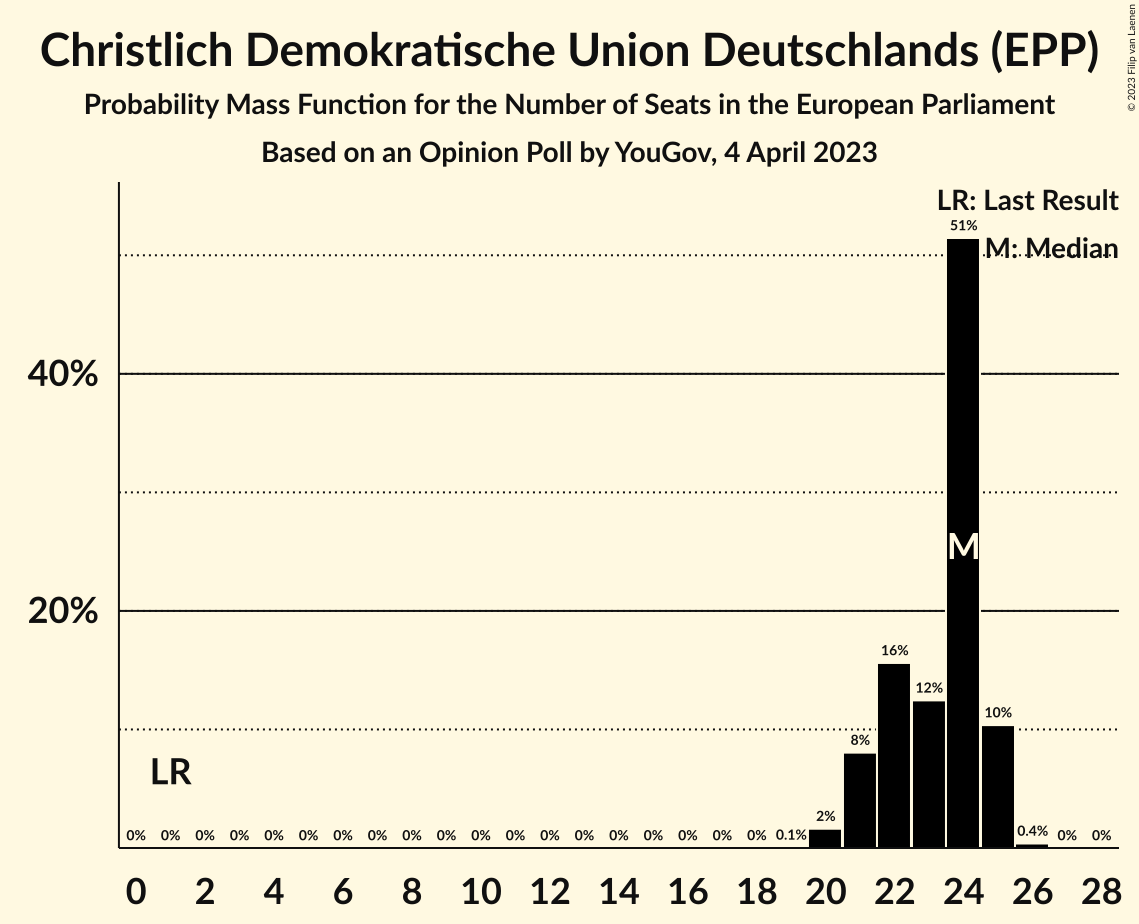 Christlich Demokratische Union Deutschlands (EPP)
Probability Mass Function for the Number of Seats in the European Parliament
Based on an Opinion Poll by YouGov, 4 April 2023
© 2023 Filip van Laenen
LR: Last Result
51%
M: Median
40%
M
20%
16%
12%
10%
8%
LR
0% 0% 0% 0% 0% 0% 0% 0% 0% 0% 0% 0% 0% 0% 0% 0% 0% 0% 0% 0.1% 2% 0.4% 0% 0%
0 2 4 6 8 10 12 14 16 18 20 22 24 26 28